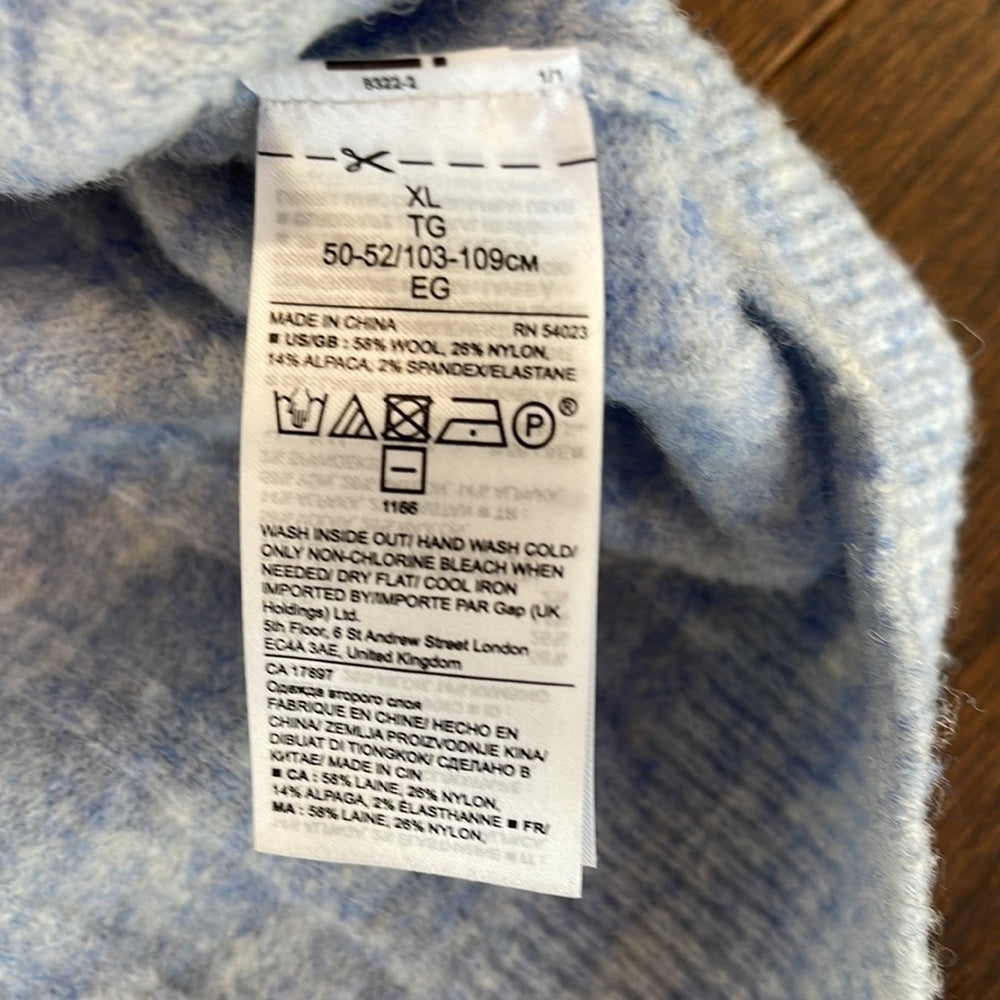 8322-2 1/1
XL
TG
50-52/103-109CM
EG
MADE IN CHINA RN 54023
■ US/GB : 58% WOOL, 26% NYLON,
14% ALPACA, 2% SPANDEX/ELASTANE
P ®
1166
WASH INSIDE OUT/ HAND WASH COLD/
ONLY NON-CHLORINE BLEACH WHEN
NEEDED/ DRY FLAT/ COOL IRON
IMPORTED BY/IMPORTE PAR Gap (UK
Holdings) Ltd.
5th Floor, 6 St Andrew Street London
EC4A 3AE, United Kingdom
CA 17897
Одежда второго слоя
FABRIQUE EN CHINE/ HECHO EN
CHINA/ ZEMLJA PROIZVODNJE KINA/
DIBUAT DI TIONGKOK/ СДЕЛАНО В
КИТАЕ/ MADE IN CIN
■ CA : 58% LAINE, 26% NYLON,
14% ALPAGA, 2% ÉLASTHANNE ■ FR/
MA : 58% LAINE, 26% NYLON,